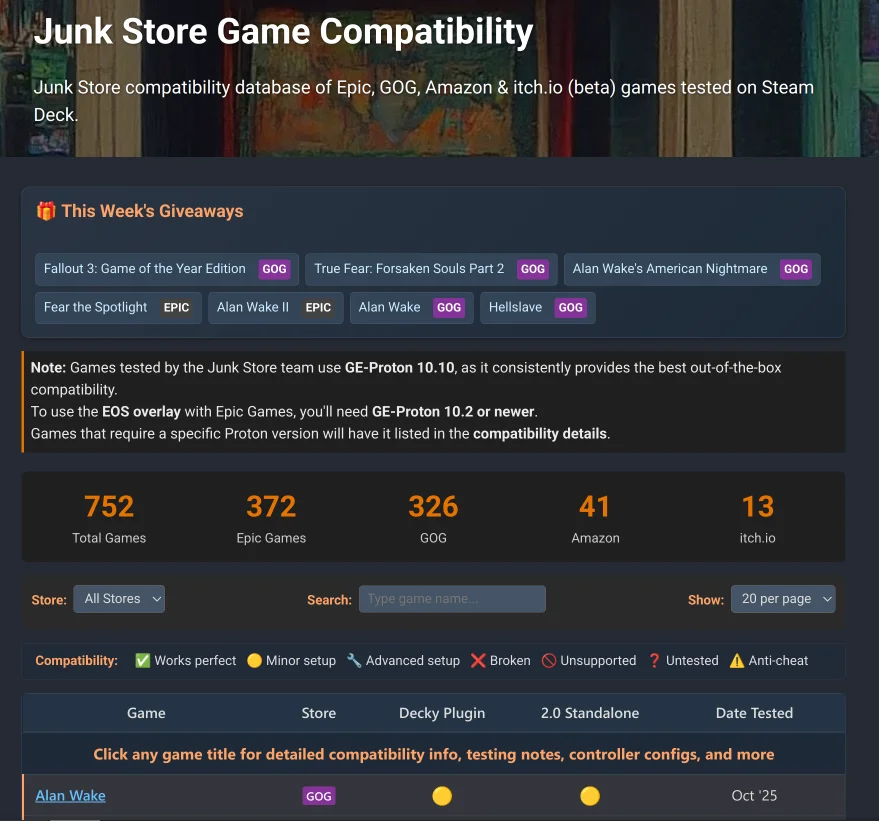 Junk Store Game Compatibility
Junk Store compatibility database of Epic, GOG, Amazon & itch.io (beta) games tested on Steam
Deck.
🎁 This Week's Giveaways
Fallout 3: Game of the Year Edition GOG True Fear: Forsaken Souls Part 2 GOG Alan Wake's American Nightmare GOG
Fear the Spotlight EPIC Alan Wake II EPIC Alan Wake GOG Hellslave GOG
Note: Games tested by the Junk Store team use GE-Proton 10.10, as it consistently provides the best out-of-the-box
compatibility.
To use the EOS overlay with Epic Games, you'll need GE-Proton 10.2 or newer.
Games that require a specific Proton version will have it listed in the compatibility details.
752 372 326 41 13
Total Games Epic Games GOG Amazon itch.io
Store: All Stores Search: Type game name... Show: 20 per page
Compatibility: ✅ Works perfect 🟡 Minor setup 🔧 Advanced setup ❌ Broken 🚫 Unsupported ❓ Untested ⚠️ Anti-cheat
Game Store Decky Plugin 2.0 Standalone Date Tested
Click any game title for detailed compatibility info, testing notes, controller configs, and more
Alan Wake GOG 🟡 🟡 Oct '25